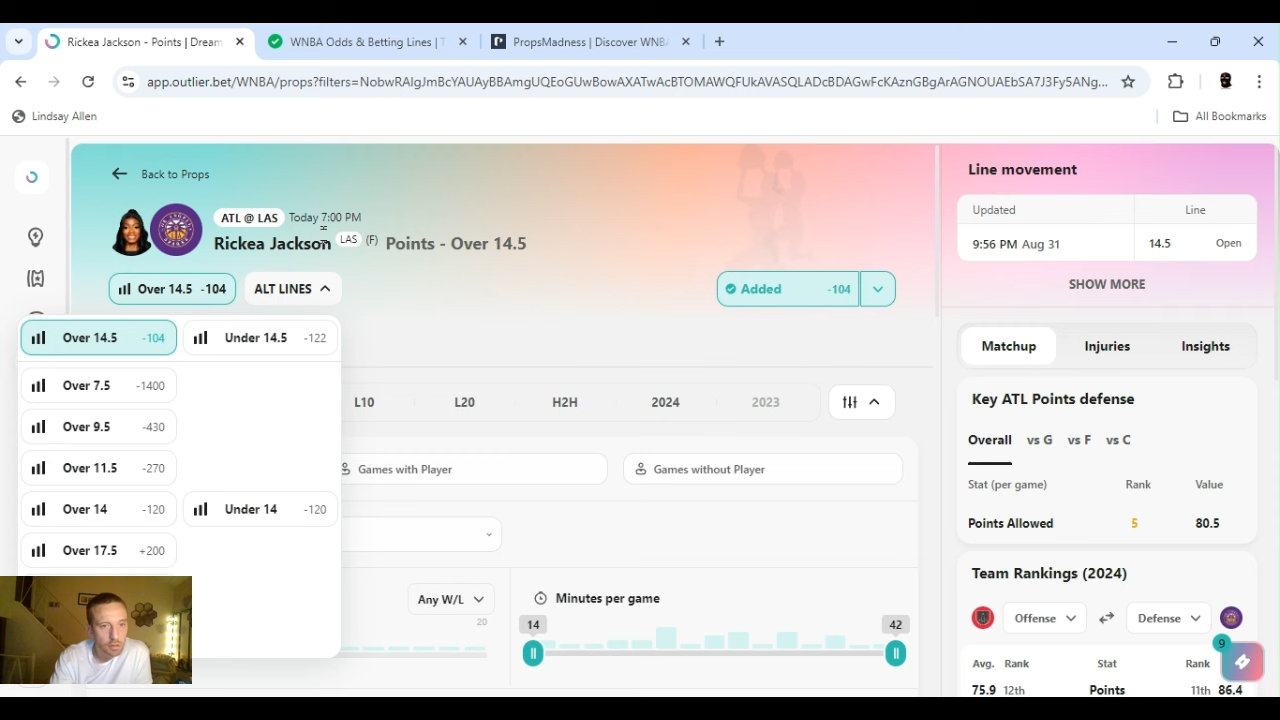 Rickea Jackson - Points | Dream
WNBA Odds & Betting Lines | T
PropsMadness | Discover WNB
app.outlier.bet/WNBA/props?filters=
Lindsay Allen
All Bookmarks
Back to Props
ATL @ LAS Today 7:00 PM
Rickea Jackson LAS (F) Points - Over 14.5
Over 14.5 -104
ALT LINES
Added -104
Over 14.5 -104
Under 14.5 -122
Over 7.5 -1400
Over 9.5 -430
Over 11.5 -270
Over 14 -120
Under 14 -120
Over 17.5 +200
L10 L20 H2H 2024 2023
Games with Player
Games without Player
Any W/L
20
Minutes per game
14 42
Line movement
Updated Line
9:56 PM Aug 31 14.5 Open
SHOW MORE
Matchup Injuries Insights
Key ATL Points defense
Overall vs G vs F vs C
Stat (per game) Rank Value
Points Allowed 5 80.5
Team Rankings (2024)
Offense Defense
9
Avg. Rank Stat Rank
75.9 12th Points 11th 86.4